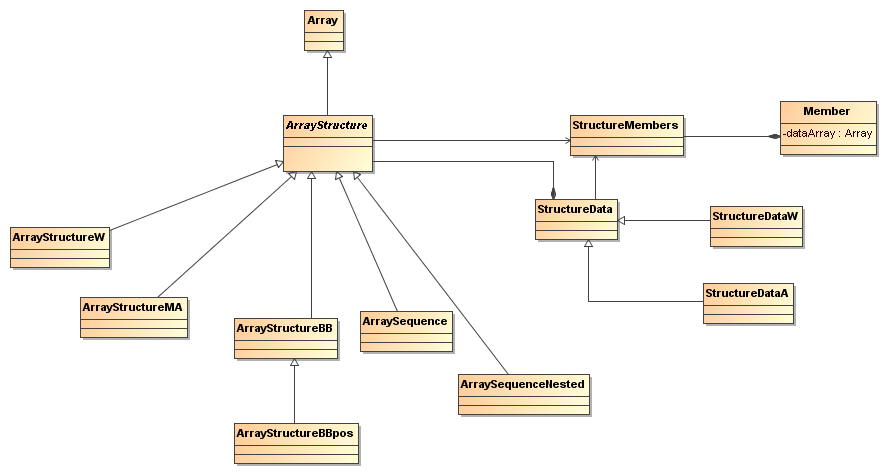 Array
ArrayStructure
StructureMembers
Member
-dataArray : Array
StructureData
StructureDataW
ArrayStructureW
StructureDataA
ArrayStructureMA
ArrayStructureBB
ArraySequence
ArraySequenceNested
ArrayStructureBBpos